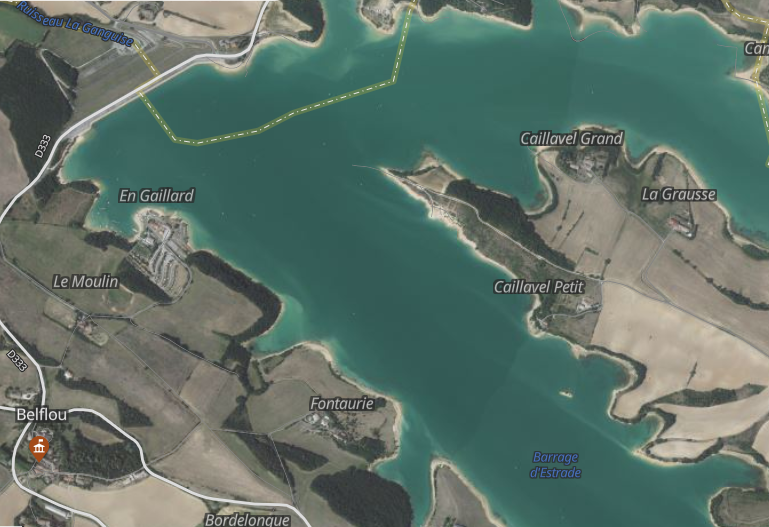 Ruisseau La Ganguise
Can
D333
Caillavel Grand
En Gaillard
La Grausse
Le Moulin
Caillavel Petit
D333
Fontaurie
Belflou
Barrage
d'Estrade
Bordelongue